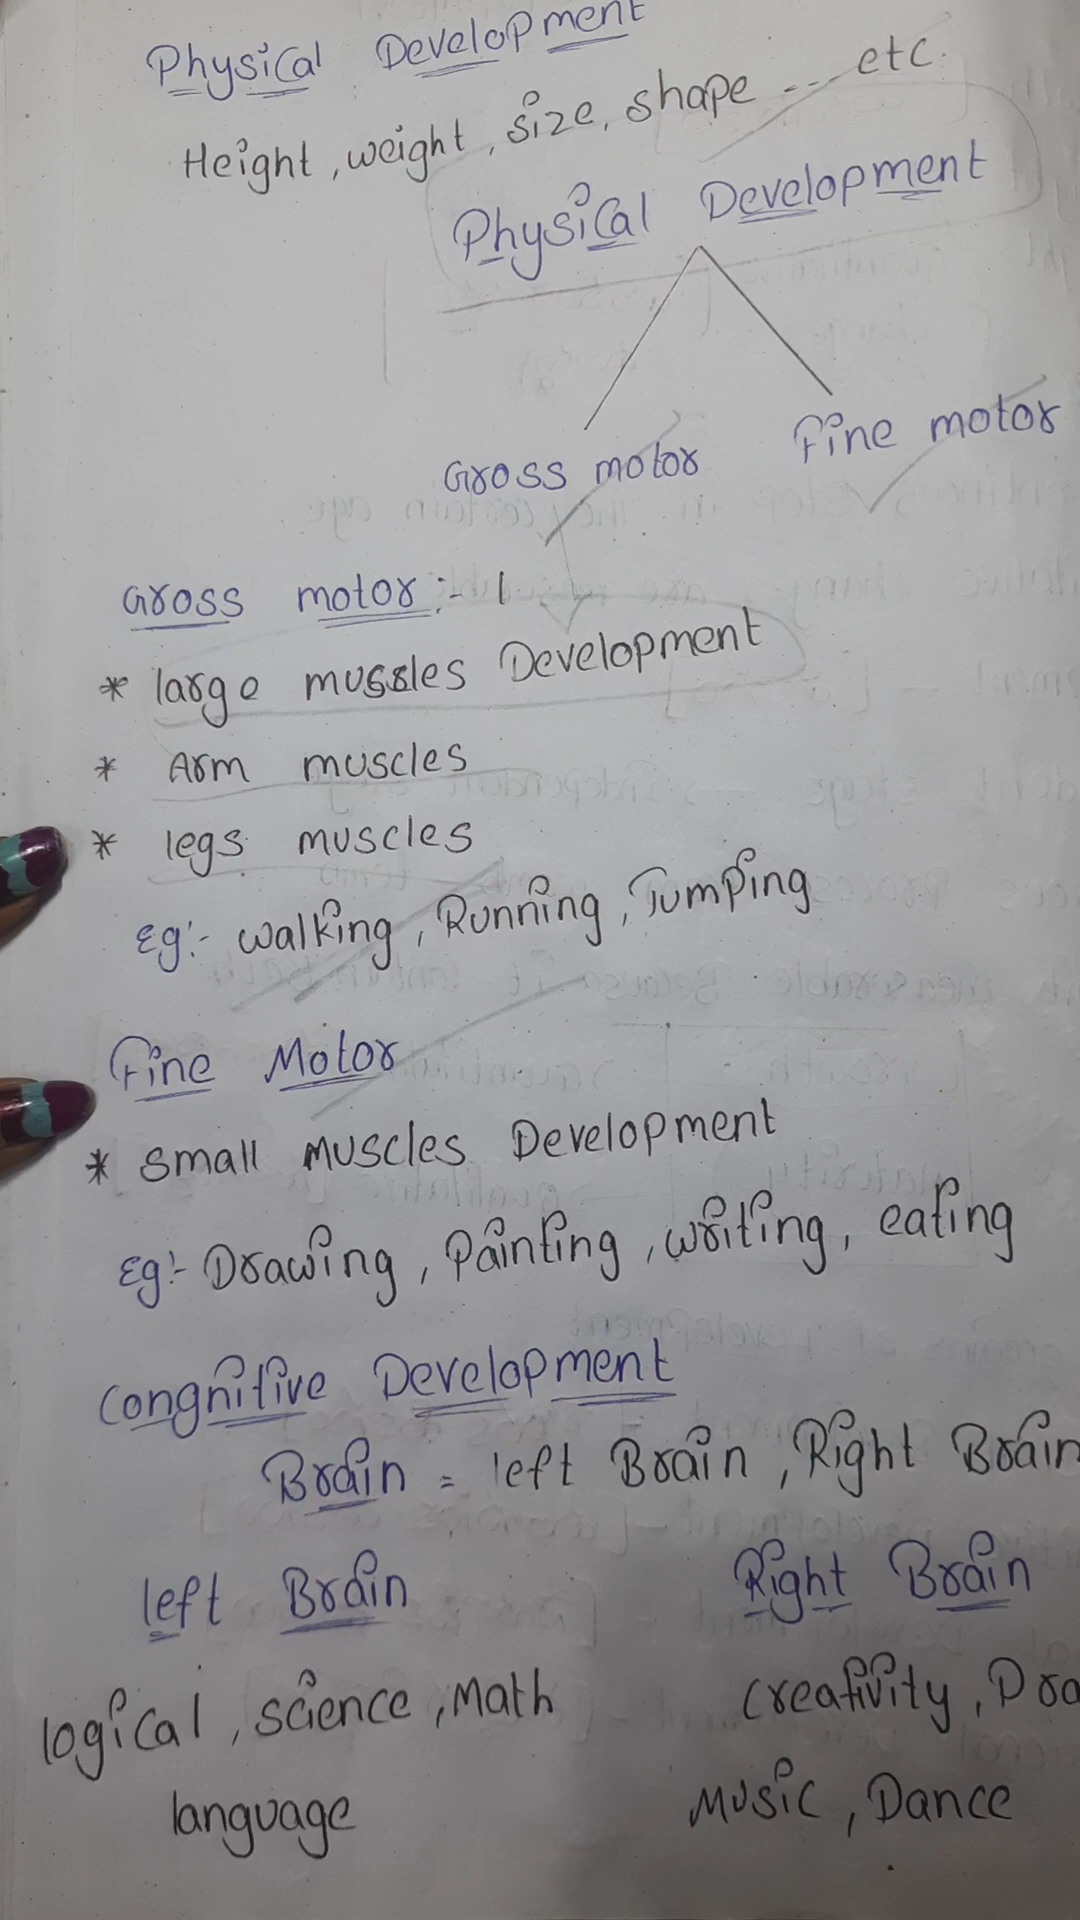 Physical Development
Height, weight, size, shape --- etc.
Physical Development
Gross motor Fine motor
Gross motor :-
* large muscles Development
* Arm muscles
* legs muscles
Eg:- walking, Running, Jumping
Fine Motor
* small muscles Development
Eg:- Drawing, Painting, writing, eating
Congnitive Development
Brain = left Brain, Right Brain
left Brain Right Brain
logical, science, Math creativity,
language Music, Dance